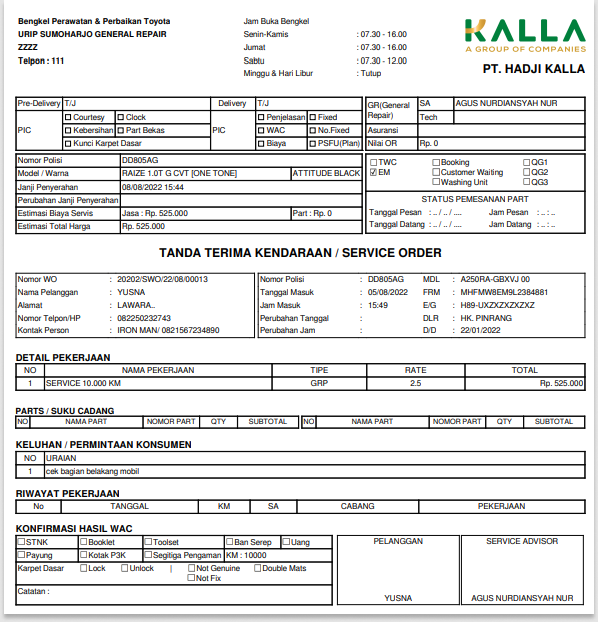 Bengkel Perawatan & Perbaikan Toyota
URIP SUMOHARJO GENERAL REPAIR
ZZZZ
Telpon : 111
Jam Buka Bengkel
Senin-Kamis : 07.30 - 16.00
Jumat : 07.30 - 16.00
Sabtu : 07.30 - 12.00
Minggu & Hari Libur : Tutup
KALLA
A GROUP OF COMPANIES
PT. HADJI KALLA
Pre-Delivery T/J Delivery T/J
PIC Courtesy Clock PIC Penjelasan Fixed
Kebersihan Part Bekas WAC No.Fixed
Kunci Karpet Dasar Biaya PSFU(Plan)
GR(General Repair) SA AGUS NURDIANSYAH NUR
Tech
Asuransi
Nilai OR Rp. 0
Nomor Polisi DD805AG
Model / Warna RAIZE 1.0T G CVT [ONE TONE] ATTITUDE BLACK
Janji Penyerahan 08/08/2022 15:44
Perubahan Janji Penyerahan
Estimasi Biaya Servis Jasa : Rp. 525.000 Part : Rp. 0
Estimasi Total Harga Rp. 525.000
TWC Booking QG1
EM Customer Waiting QG2
Washing Unit QG3
STATUS PEMESANAN PART
Tanggal Pesan : .. / .. / .... Jam Pesan : .. : ..
Tanggal Datang : .. / .. / .... Jam Datang : .. : ..
TANDA TERIMA KENDARAAN / SERVICE ORDER
Nomor WO : 20202/SWO/22/08/00013
Nama Pelanggan : YUSNA
Alamat : LAWARA..
Nomor Telpon/HP : 082250232743
Kontak Person : IRON MAN/ 0821567234890
Nomor Polisi : DD805AG MDL : A250RA-GBXVJ 00
Tanggal Masuk : 05/08/2022 FRM : MHFMW8EM9L2384881
Jam Masuk : 15:49 E/G : H89-UXZXZXZXZXZ
Perubahan Tanggal : DLR : HK. PINRANG
Perubahan Jam : D/D : 22/01/2022
DETAIL PEKERJAAN
NO NAMA PEKERJAAN TIPE RATE TOTAL
1 SERVICE 10.000 KM GRP 2.5 Rp. 525.000
PARTS / SUKU CADANG
NO NAMA PART NOMOR PART QTY SUBTOTAL NO NAMA PART NOMOR PART QTY SUBTOTAL
KELUHAN / PERMINTAAN KONSUMEN
NO URAIAN
1 cek bagian belakang mobil
RIWAYAT PEKERJAAN
No TANGGAL KM SA CABANG PEKERJAAN
KONFIRMASI HASIL WAC
STNK Booklet Toolset Ban Serep Uang
Payung Kotak P3K Segitiga Pengaman KM : 10000
Karpet Dasar Lock Unlock | Not Genuine Double Mats
Not Fix
Catatan :
PELANGGAN
YUSNA
SERVICE ADVISOR
AGUS NURDIANSYAH NUR